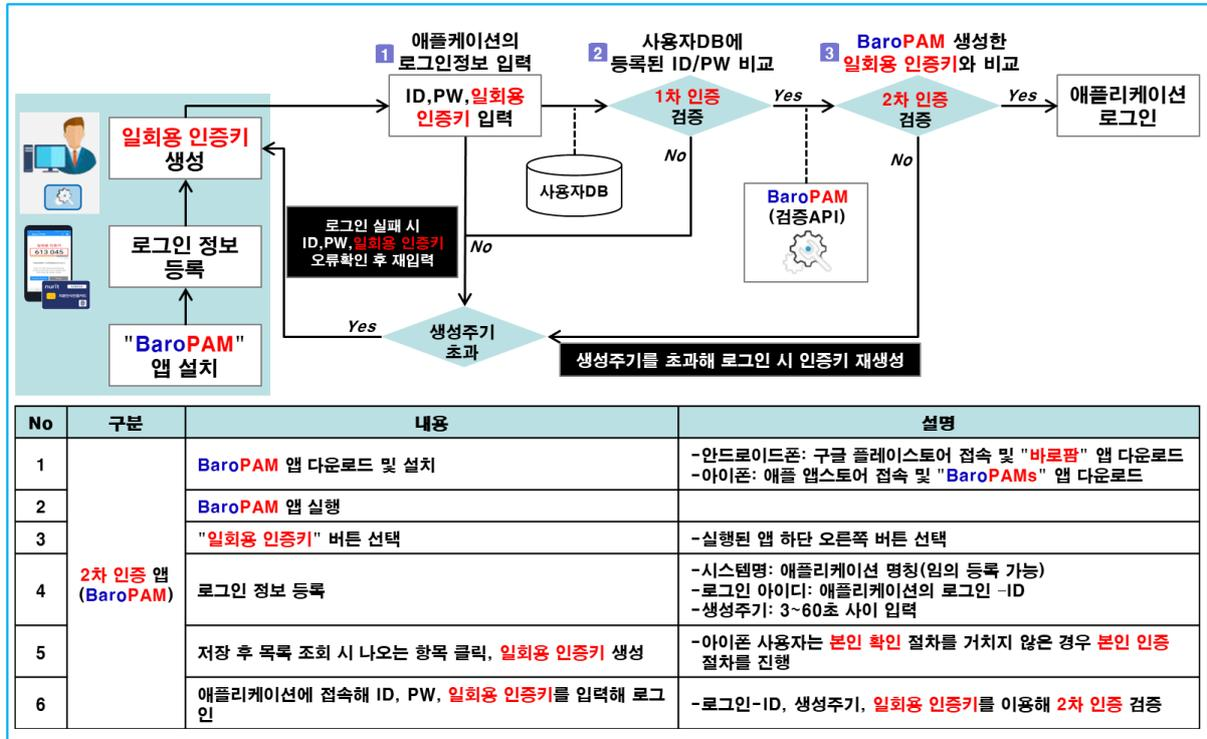 1 애플케이션의
로그인정보 입력
2 사용자DB에
등록된 ID/PW 비교
3 BaroPAM 생성한
일회용 인증키와 비교
ID,PW,일회용
인증키 입력
1차 인증
검증
Yes
2차 인증
검증
Yes
애플리케이션
로그인
일회용 인증키
생성
No
No
사용자DB
BaroPAM
(검증API)
로그인 실패 시
ID,PW,일회용 인증키
오류확인 후 재입력
No
로그인 정보
등록
613 045
nurit
Yes
생성주기
초과
생성주기를 초과해 로그인 시 인증키 재생성
"BaroPAM"
앱 설치
No 구분 내용 설명
1 BaroPAM 앱 다운로드 및 설치
-안드로이드폰: 구글 플레이스토어 접속 및 "바로팜" 앱 다운로드
-아이폰: 애플 앱스토어 접속 및 "BaroPAMs" 앱 다운로드
2 BaroPAM 앱 실행
3 "일회용 인증키" 버튼 선택 -실행된 앱 하단 오른쪽 버튼 선택
2차 인증 앱
(BaroPAM)
4 로그인 정보 등록
-시스템명: 애플리케이션 명칭(임의 등록 가능)
-로그인 아이디: 애플리케이션의 로그인 -ID
-생성주기: 3~60초 사이 입력
5 저장 후 목록 조회 시 나오는 항목 클릭, 일회용 인증키 생성
-아이폰 사용자는 본인 확인 절차를 거치지 않은 경우 본인 인증
절차를 진행
6 애플리케이션에 접속해 ID, PW, 일회용 인증키를 입력해 로그
인
-로그인-ID, 생성주기, 일회용 인증키를 이용해 2차 인증 검증